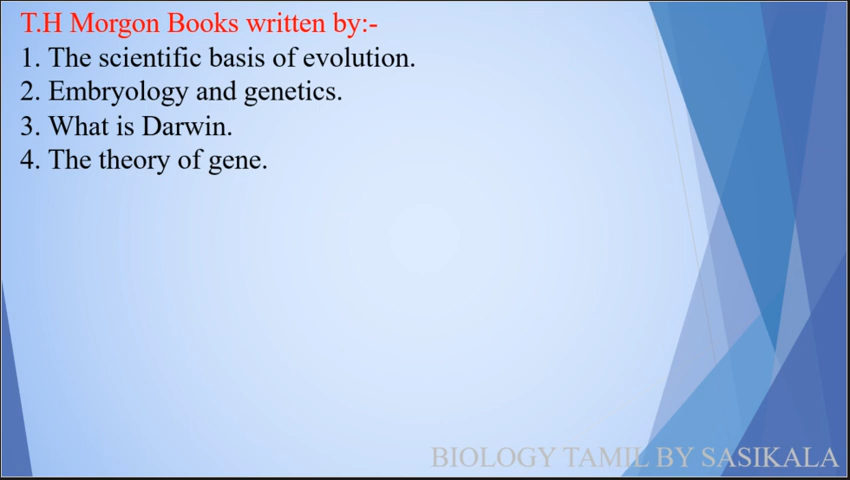 T.H Morgon Books written by:-
1. The scientific basis of evolution.
2. Embryology and genetics.
3. What is Darwin.
4. The theory of gene.
BIOLOGY TAMIL BY SASIKALA